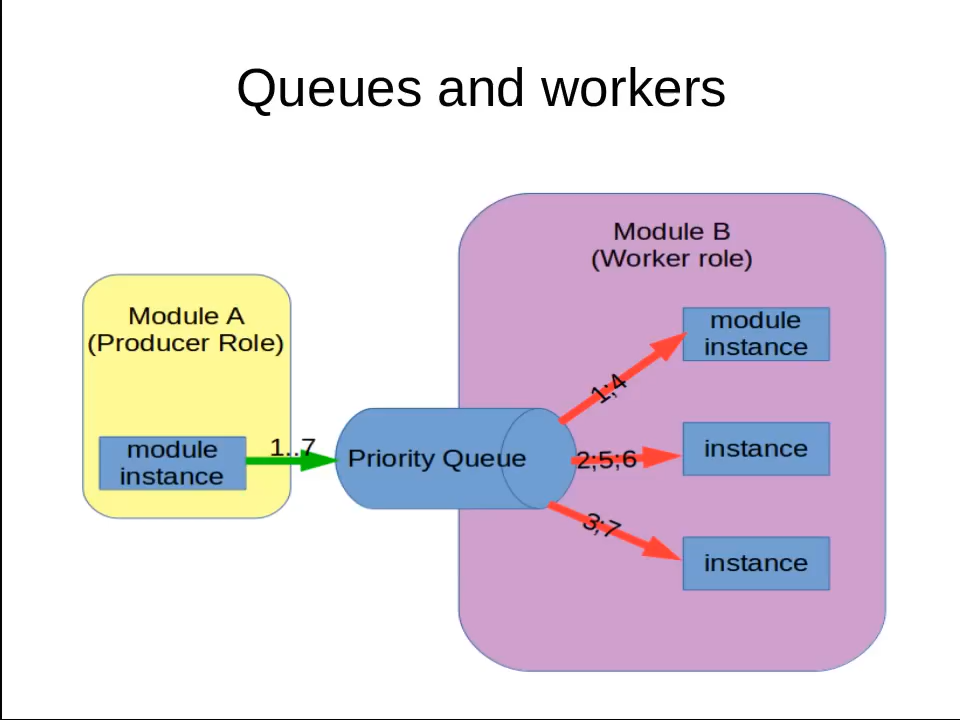 Queues and workers
Module B
(Worker role)
Module A
(Producer Role)
module
instance
1..7
Priority Queue
1;4
2;5;6
3;7
module
instance
instance
instance